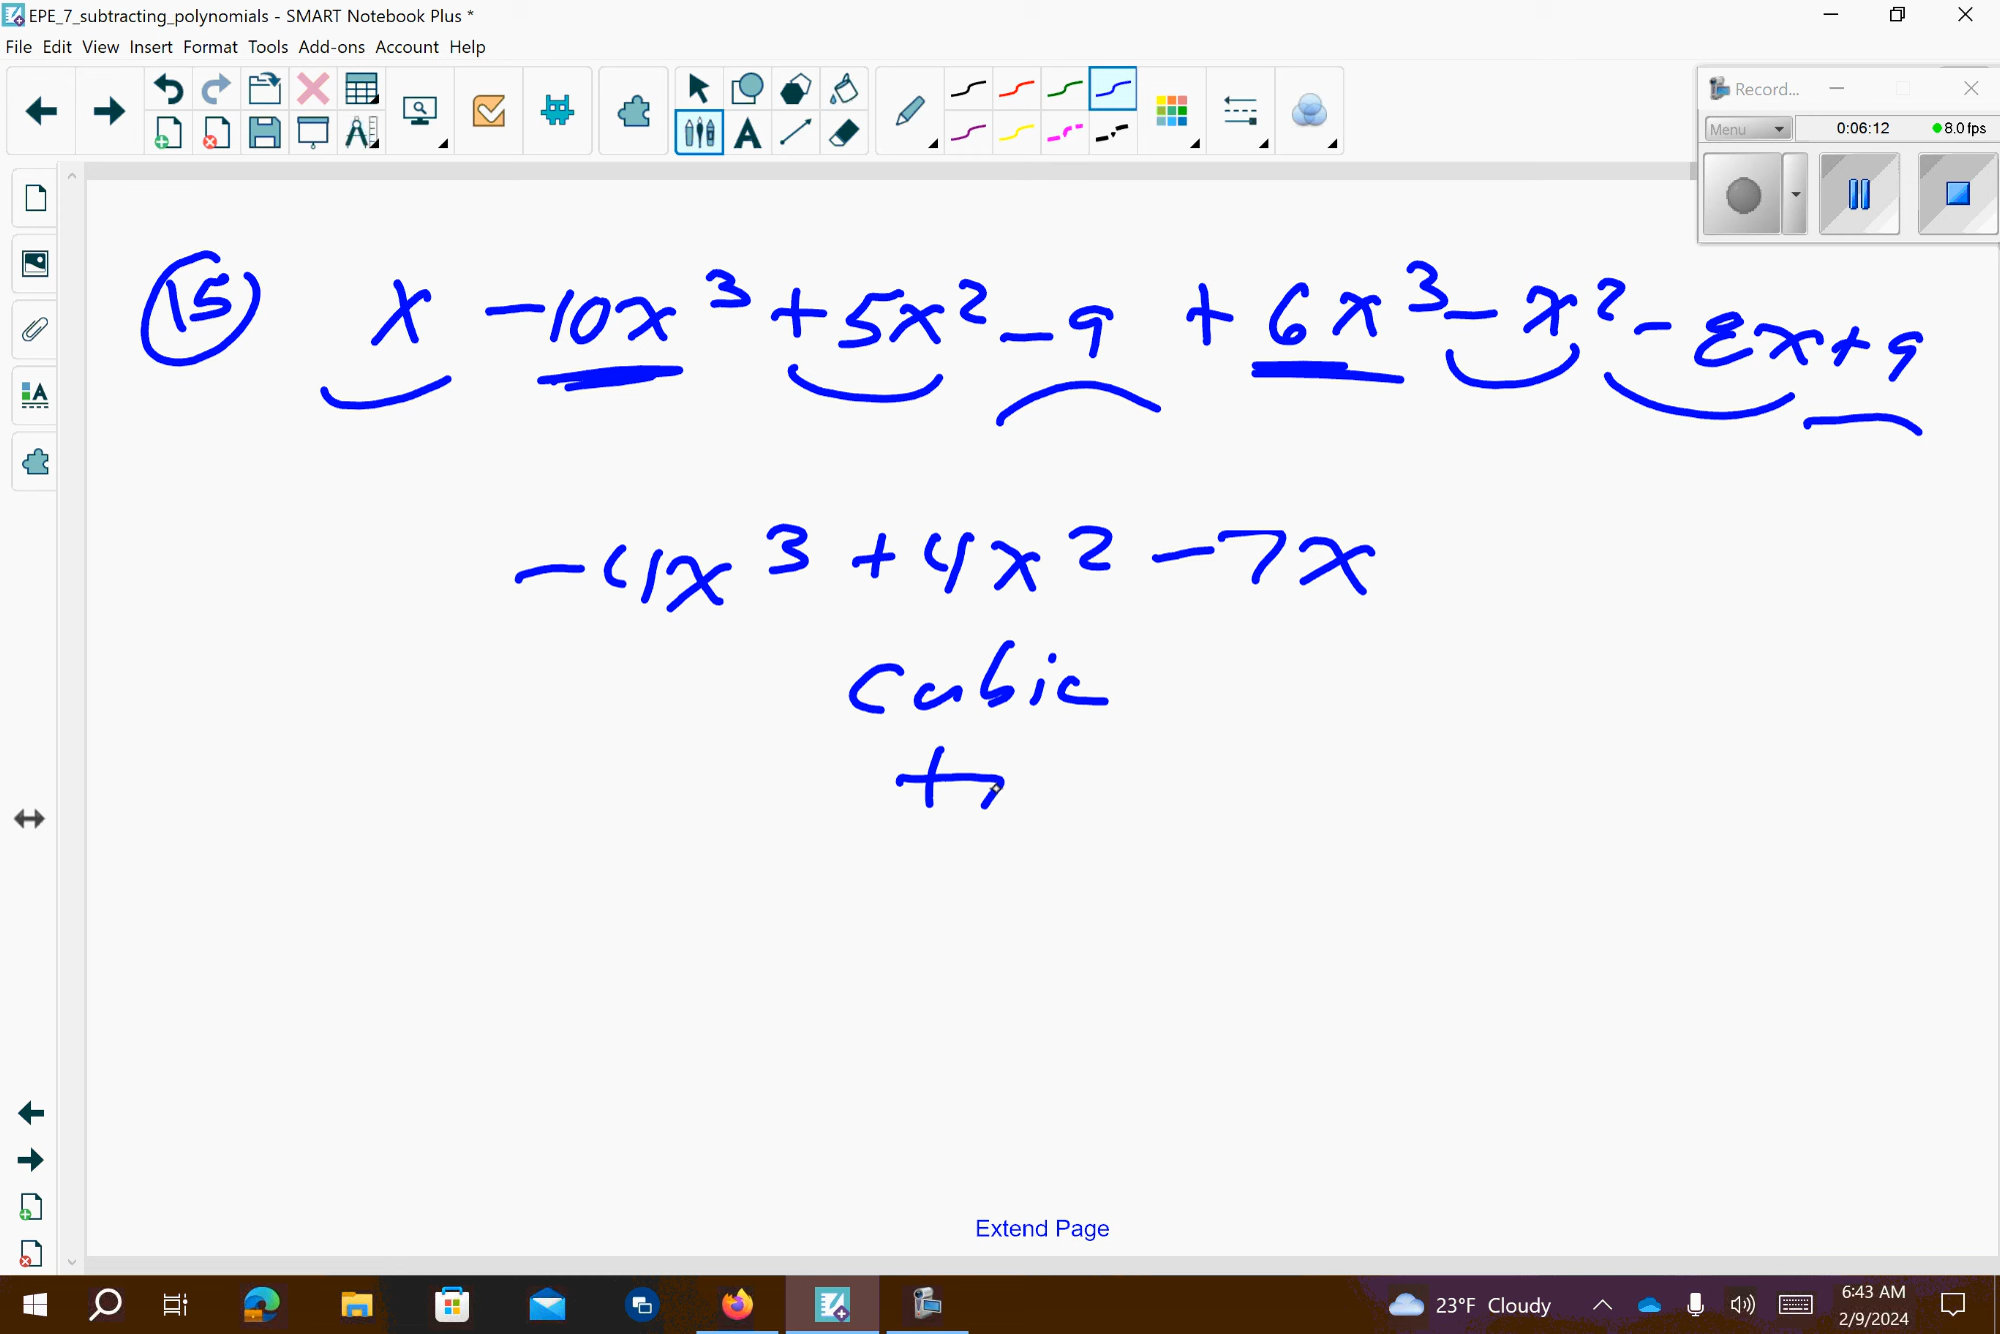 EPE_7_subtracting_polynomials - SMART Notebook Plus *
File Edit View Insert Format Tools Add-ons Account Help
Record...
Menu 0:06:12 8.0 fps
15 x - 10x³ + 5x² - 9 + 6x³ - x² - 8x + 9
-4x³ + 4x² - 7x
cubic
Extend Page
23°F Cloudy
6:43 AM
2/9/2024